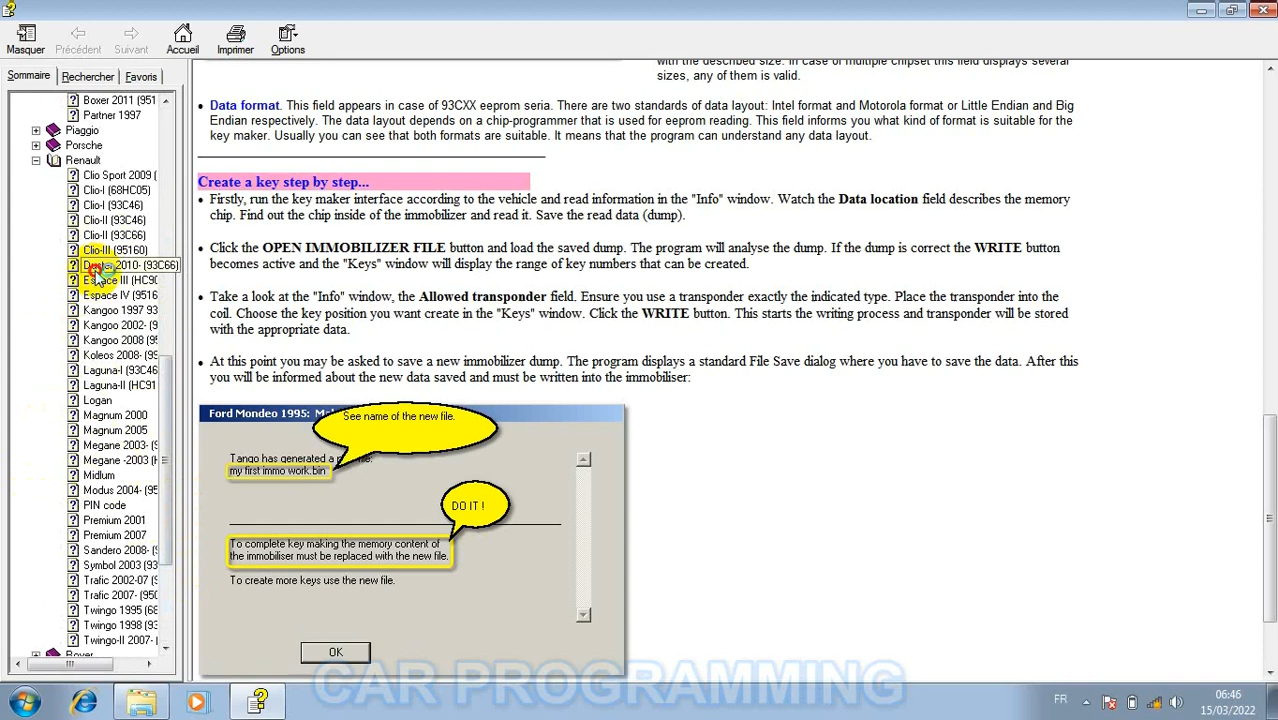 Masquer
Précédent
Suivant
Accueil
Imprimer
Options
Sommaire
Rechercher
Favoris
Boxer 2011 (951
Partner 1997
Piaggio
Porsche
Renault
Clio Sport 2009 (
Clio-I (68HC05)
Clio-I (93C46)
Clio-II (93C46)
Clio-II (93C66)
Clio-III (95160)
2010- (93C66)
Espace III (HC90
Espace IV (9516
Kangoo 1997 93
Kangoo 2002- (
Kangoo 2008 (
Koleos 2008- (
Laguna-I (93C46
Laguna-II (HC91
Logan
Magnum 2000
Magnum 2005
Megane 2003- (
Megane -2003 (H
Midlum
Modus 2004- (95
PIN code
Premium 2001
Premium 2007
Sandero 2008- (
Symbol 2003 (
Trafic 2002-07 (
Trafic 2007- (950
Twingo 1995 (68
Twingo 1998 (93
Twingo-II 2007- (
Rover
with the described size. In case of multiple chipset this field displays several
sizes, any of them is valid.
• Data format. This field appears in case of 93CXX eeprom seria. There are two standards of data layout: Intel format and Motorola format or Little Endian and Big
Endian respectively. The data layout depends on a chip-programmer that is used for eeprom reading. This field informs you what kind of format is suitable for the
key maker. Usually you can see that both formats are suitable. It means that the program can understand any data layout.
Create a key step by step...
• Firstly, run the key maker interface according to the vehicle and read information in the "Info" window. Watch the Data location field describes the memory
chip. Find out the chip inside of the immobilizer and read it. Save the read data (dump).
• Click the OPEN IMMOBILIZER FILE button and load the saved dump. The program will analyse the dump. If the dump is correct the WRITE button
becomes active and the "Keys" window will display the range of key numbers that can be created.
• Take a look at the "Info" window, the Allowed transponder field. Ensure you use a transponder exactly the indicated type. Place the transponder into the
coil. Choose the key position you want create in the "Keys" window. Click the WRITE button. This starts the writing process and transponder will be stored
with the appropriate data.
• At this point you may be asked to save a new immobilizer dump. The program displays a standard File Save dialog where you have to save the data. After this
you will be informed about the new data saved and must be written into the immobiliser:
Ford Mondeo 1995:
See name of the new file.
Tango has generated a
file:
my first immo work.bin
DO IT !
To complete key making the memory content of
the immobiliser must be replaced with the new file.
To create more keys use the new file.
OK
CAR PROGRAMMING
FR
06:46
15/03/2022